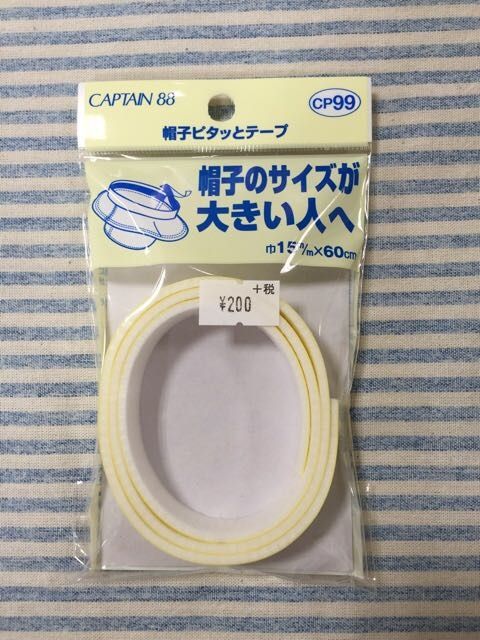 CAPTAIN 88
CP99
帽子ピタッとテープ
帽子のサイズが
大きい人へ
巾15m/m×60cm
+税
¥200